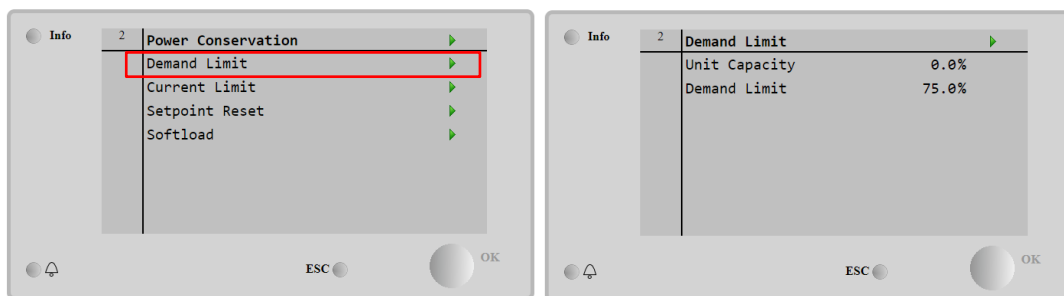 Info
2 Power Conservation
Demand Limit
Current Limit
Setpoint Reset
Softload
ESC
OK
Info
2 Demand Limit
Unit Capacity 0.0%
Demand Limit 75.0%
ESC
OK